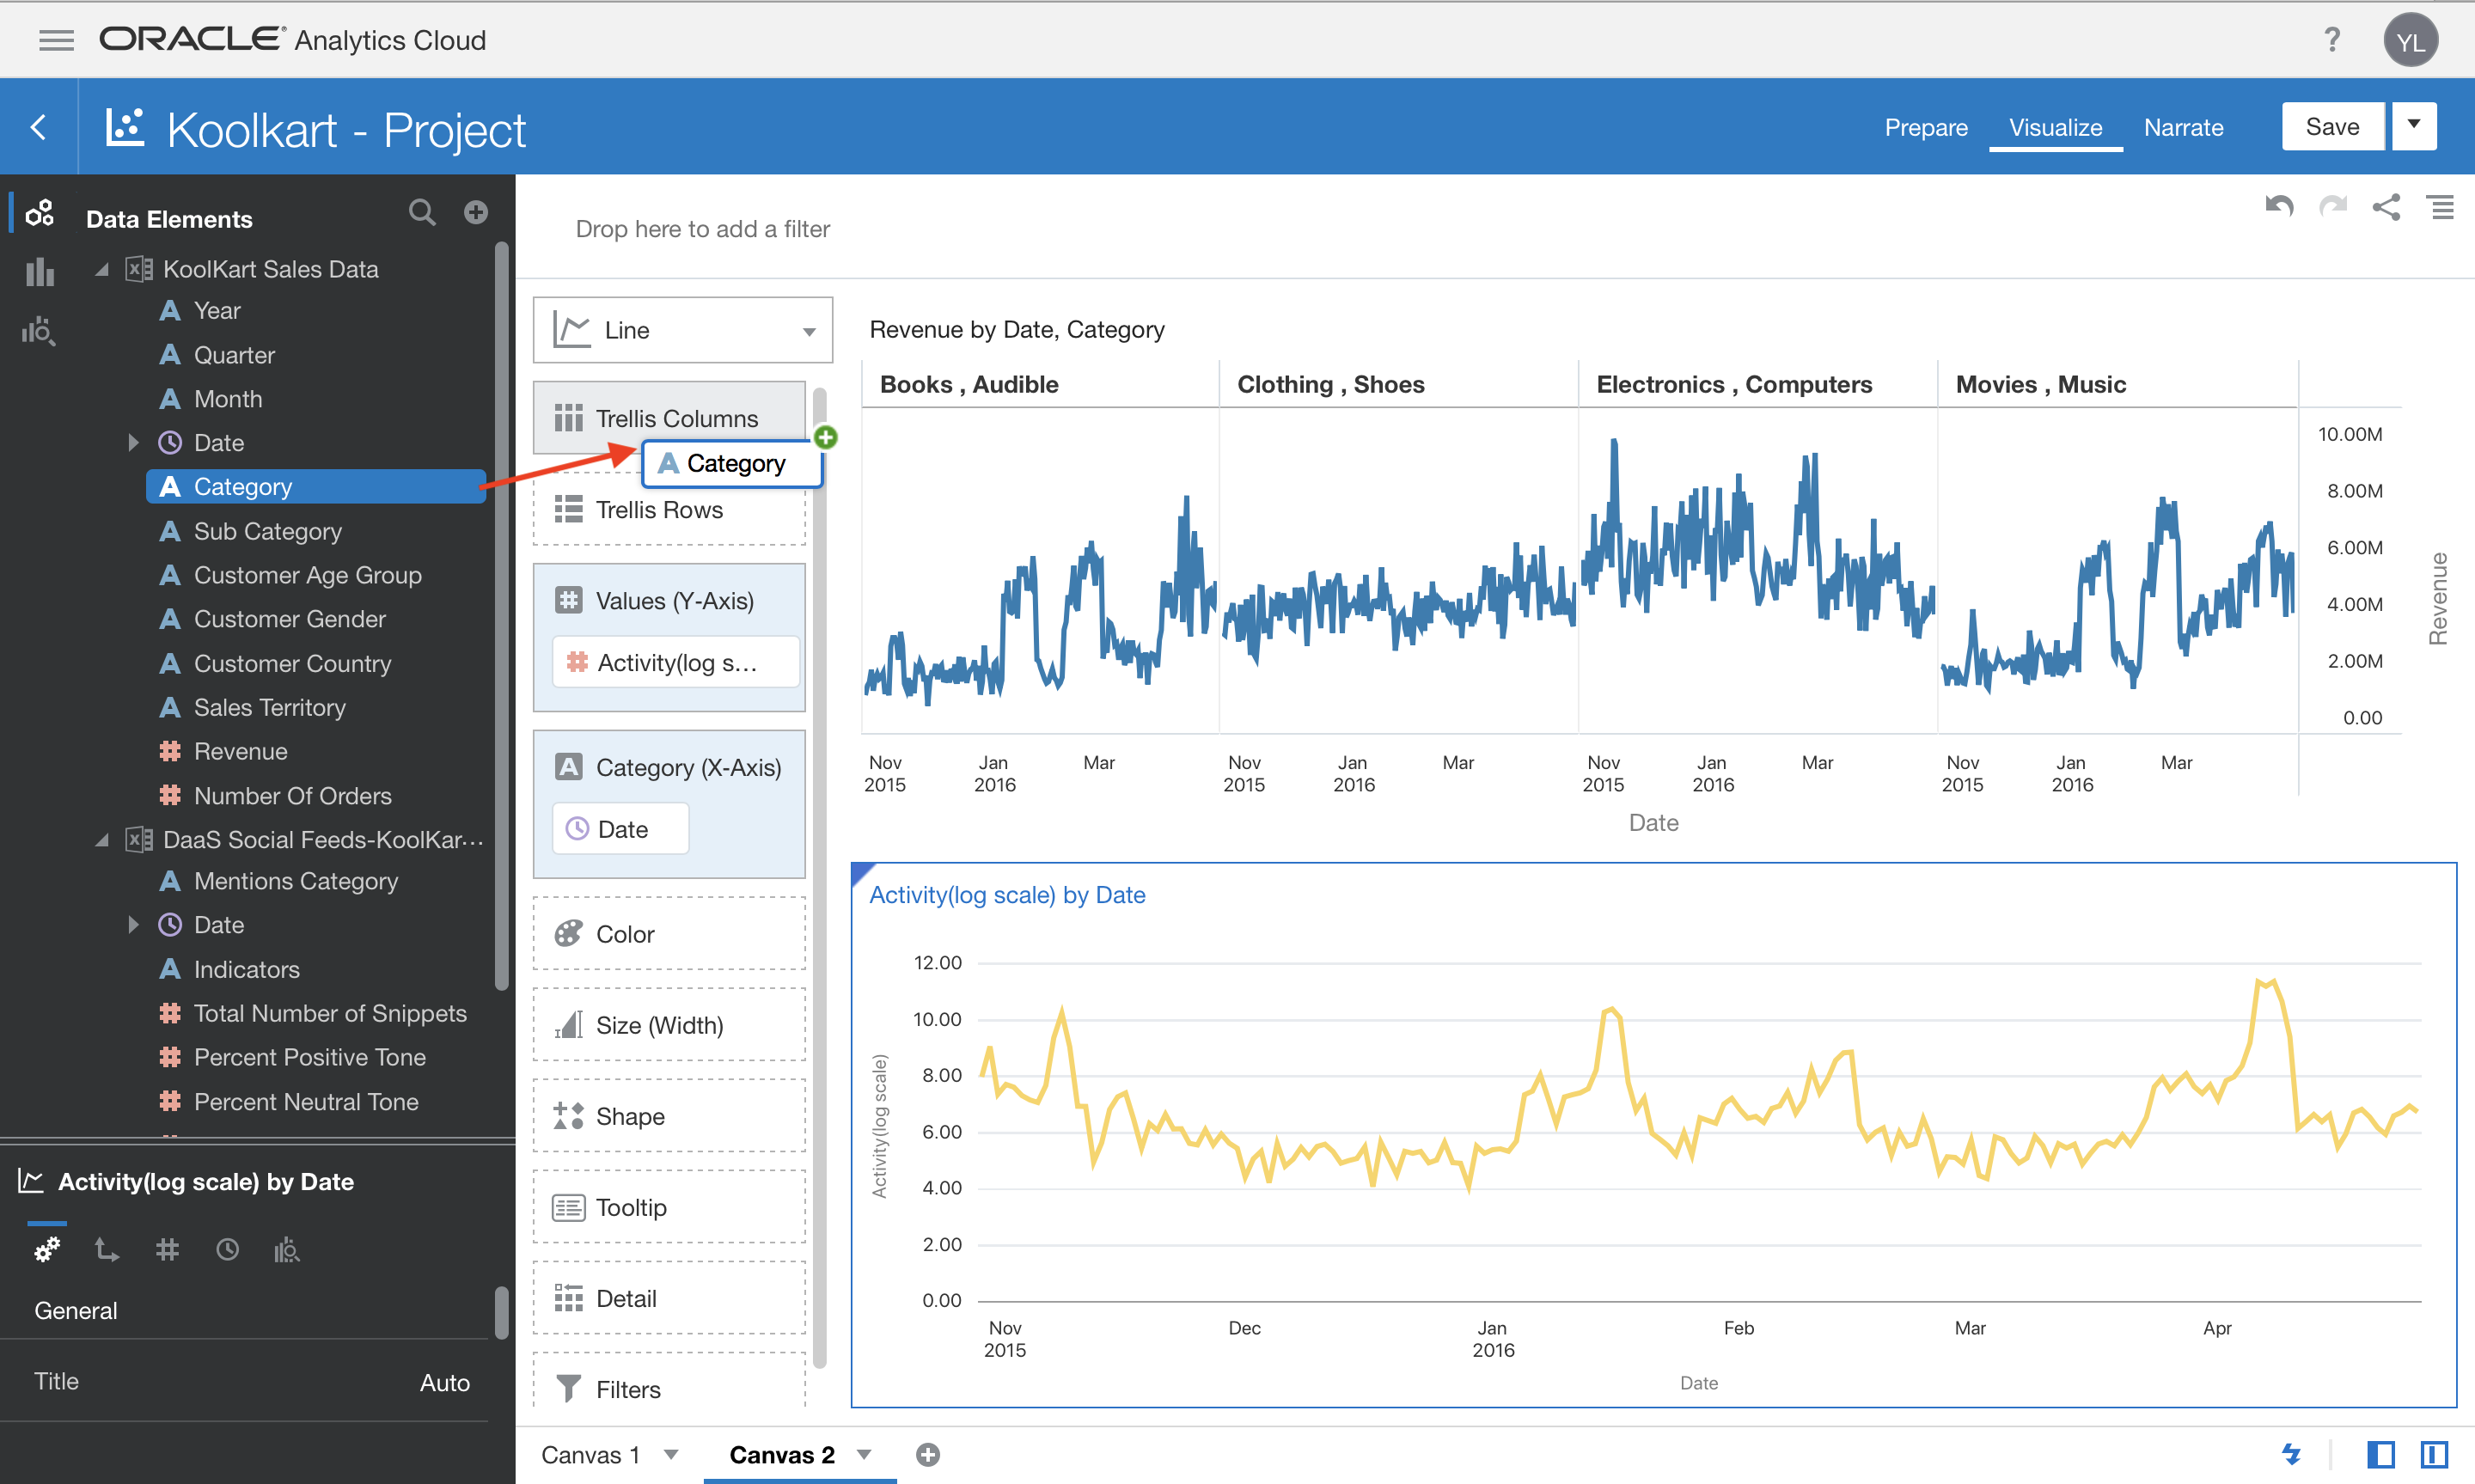 ORACLE® Analytics Cloud
?
YL
Koolkart - Project
Prepare
Visualize
Narrate
Save
Data Elements
KoolKart Sales Data
A Year
A Quarter
A Month
Date
A Category
A Sub Category
A Customer Age Group
A Customer Gender
A Customer Country
A Sales Territory
# Revenue
# Number Of Orders
DaaS Social Feeds-KoolKar...
A Mentions Category
Date
A Indicators
# Total Number of Snippets
# Percent Positive Tone
# Percent Neutral Tone
Activity(log scale) by Date
#
General
Title Auto
Drop here to add a filter
Line
Trellis Columns
A Category
Trellis Rows
# Values (Y-Axis)
# Activity(log s...
A Category (X-Axis)
Date
Color
Size (Width)
Shape
Tooltip
Detail
Filters
Revenue by Date, Category
Books , Audible
Clothing , Shoes
Electronics , Computers
Movies , Music
10.00M
8.00M
6.00M
4.00M
2.00M
0.00
Revenue
Nov 2015
Jan 2016
Mar
Nov 2015
Jan 2016
Mar
Nov 2015
Jan 2016
Mar
Nov 2015
Jan 2016
Mar
Date
Activity(log scale) by Date
12.00
10.00
8.00
6.00
4.00
2.00
0.00
Activity(log scale)
Nov 2015
Dec
Jan 2016
Feb
Mar
Apr
Date
Canvas 1
Canvas 2